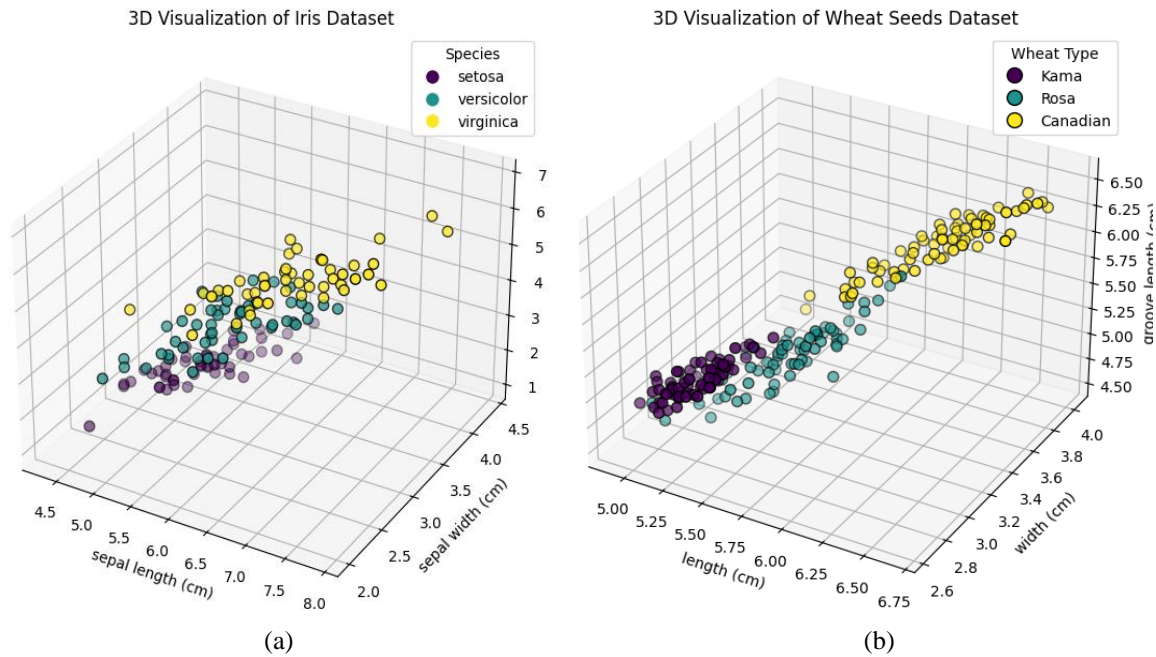 3D Visualization of Iris Dataset
Species
setosa
versicolor
virginica
7
6
5
4
3
2
1
4.5
4.0
3.5
3.0
2.5
2.0
sepal width (cm)
4.5
5.0
5.5
6.0
6.5
7.0
7.5
8.0
sepal length (cm)
(a)
3D Visualization of Wheat Seeds Dataset
Wheat Type
Kama
Rosa
Canadian
6.50
6.25
6.00
5.75
5.50
5.25
5.00
4.75
4.50
groove length (cm)
4.0
3.8
3.6
3.4
3.2
3.0
2.8
2.6
width (cm)
5.00
5.25
5.50
5.75
6.00
6.25
6.50
6.75
length (cm)
(b)